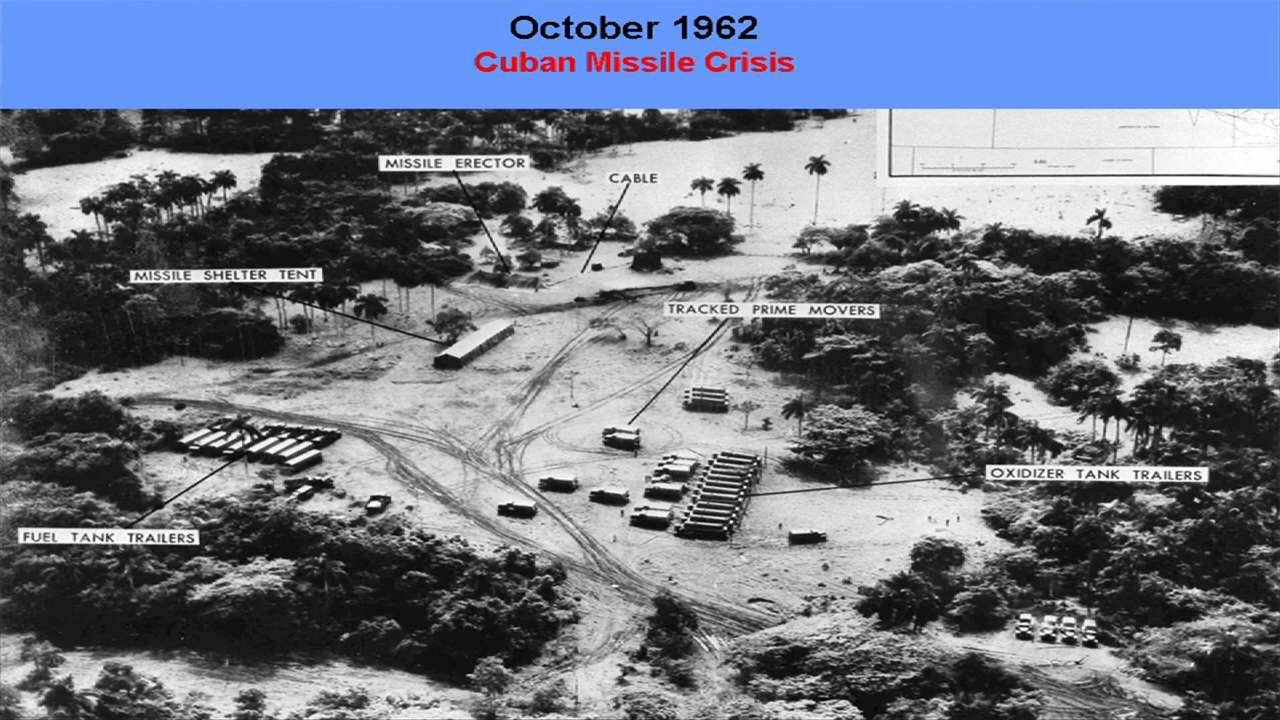 October 1962
Cuban Missile Crisis
MISSILE ERECTOR
CABLE
MISSILE SHELTER TENT
TRACKED PRIME MOVERS
OXIDIZER TANK TRAILERS
FUEL TANK TRAILERS